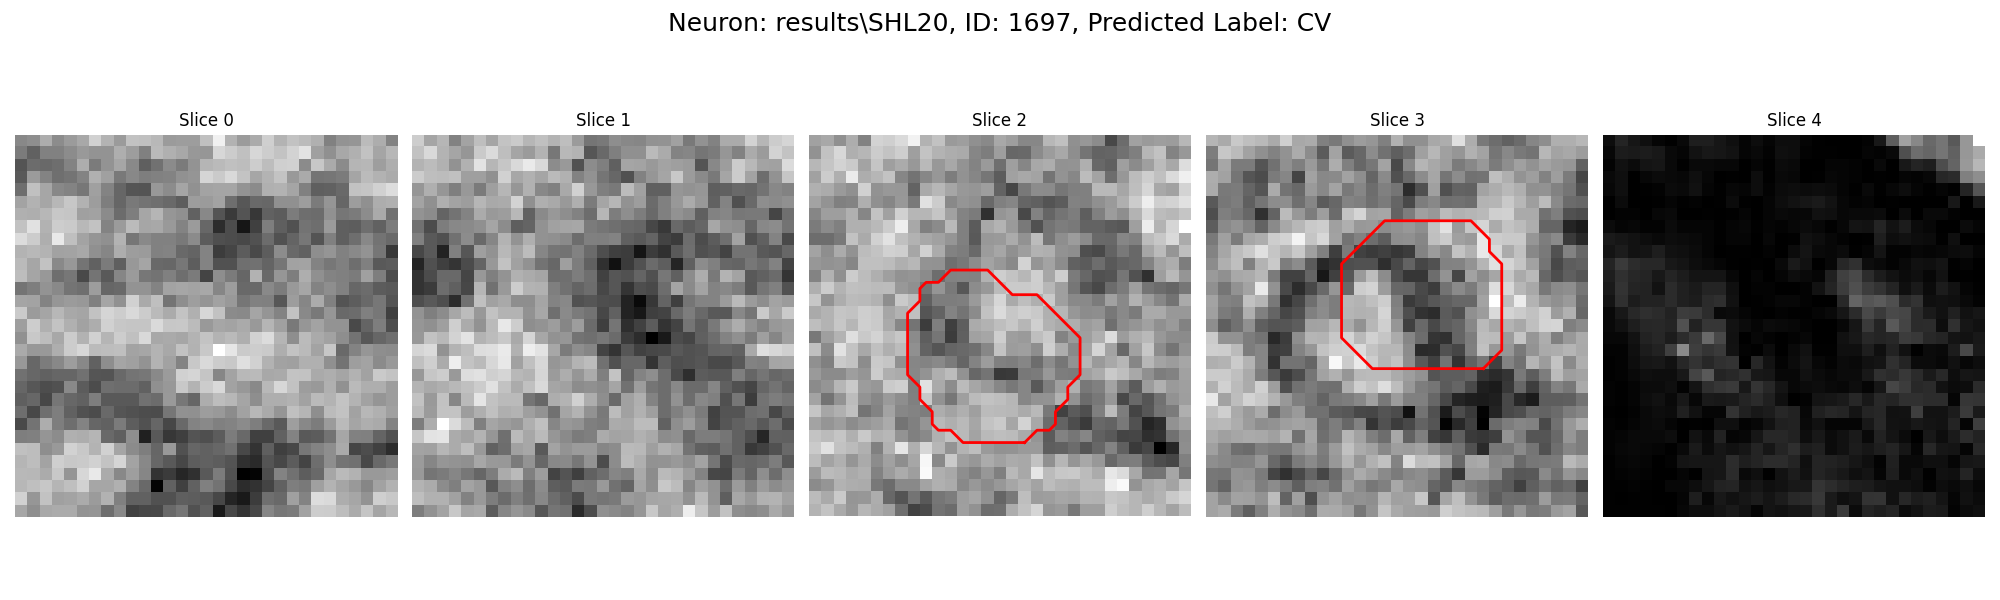 Neuron: results\SHL20, ID: 1697, Predicted Label: CV
Slice 0
Slice 1
Slice 2
Slice 3
Slice 4